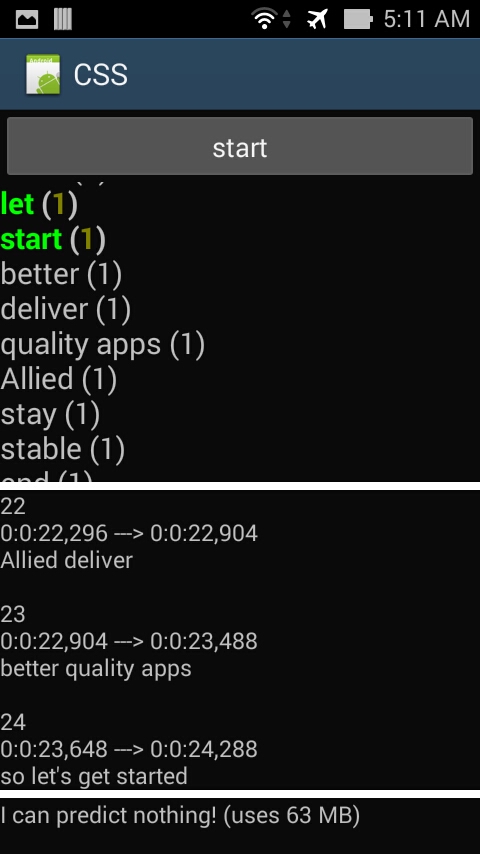 5:11 AM
Android
CSS
start
let (1)
start (1)
better (1)
deliver (1)
quality apps (1)
Allied (1)
stay (1)
stable (1)
and (1)
22
0:0:22,296 ---> 0:0:22,904
Allied deliver
23
0:0:22,904 ---> 0:0:23,488
better quality apps
24
0:0:23,648 ---> 0:0:24,288
so let's get started
I can predict nothing! (uses 63 MB)